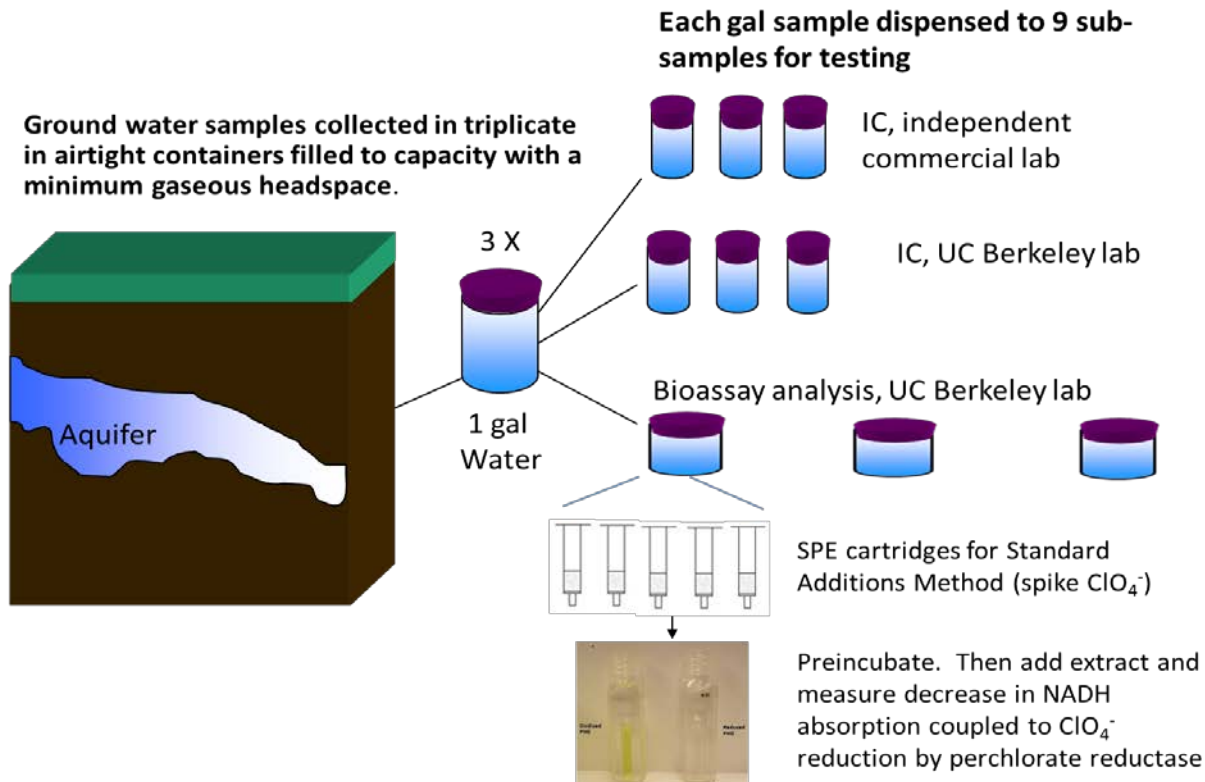 Each gal sample dispensed to 9 sub-
samples for testing
Ground water samples collected in triplicate
in airtight containers filled to capacity with a
minimum gaseous headspace.
IC, independent
commercial lab
3 X
IC, UC Berkeley lab
Aquifer
1 gal
Water
Bioassay analysis, UC Berkeley lab
SPE cartridges for Standard
Additions Method (spike ClO₄⁻)
Preincubate.  Then add extract and
measure decrease in NADH
absorption coupled to ClO₄⁻
reduction by perchlorate reductase